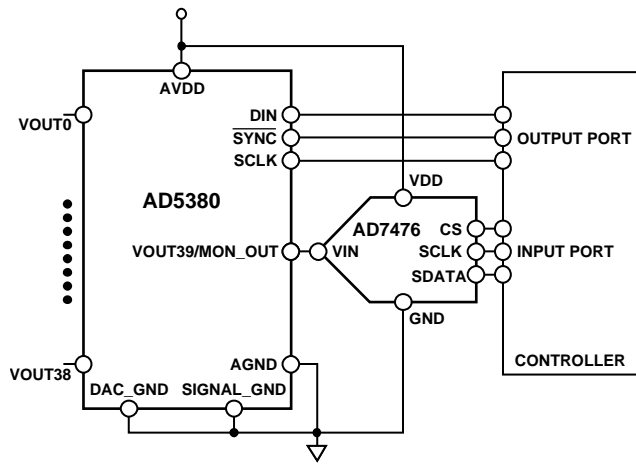 AVDD
VOUT0
DIN
SYNC
SCLK
OUTPUT PORT
AD5380
VDD
AD7476
CS
VOUT39/MON_OUT
VIN
SCLK
INPUT PORT
SDATA
GND
VOUT38
AGND
CONTROLLER
DAC_GND
SIGNAL_GND